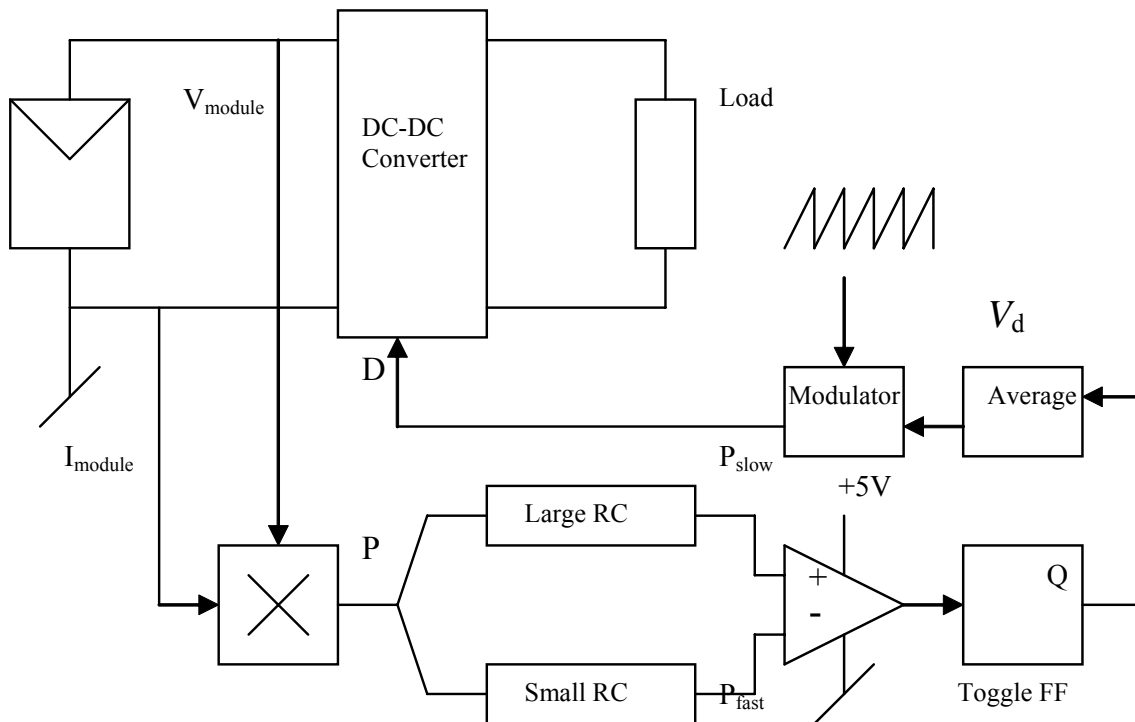 V_module
DC-DC
Converter
Load
V_d
D
Modulator
Average
I_module
P_slow
+5V
P
Large RC
+
-
Q
Small RC
P_fast
Toggle FF